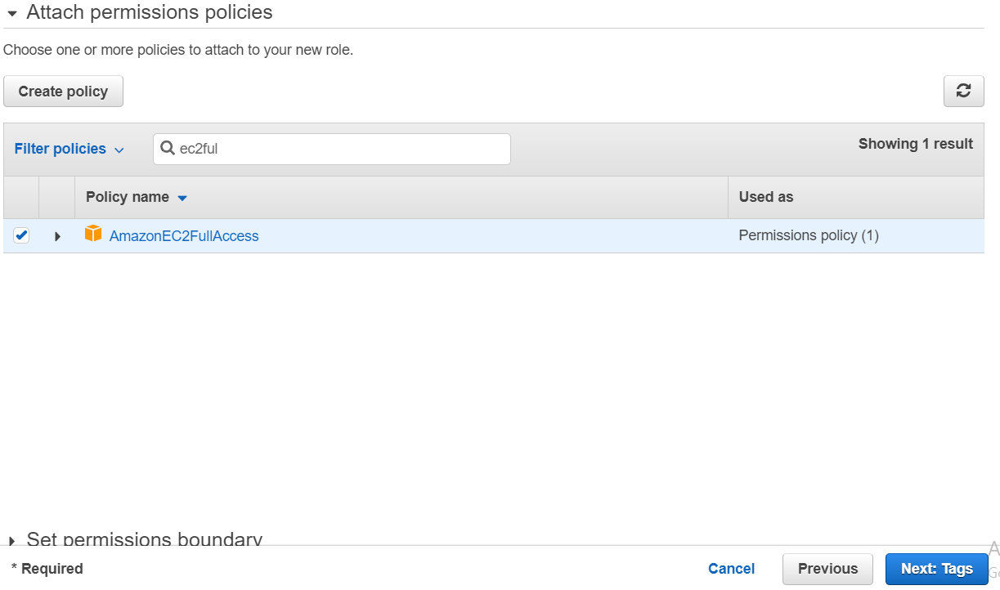 Attach permissions policies
Choose one or more policies to attach to your new role.
Create policy
Filter policies
ec2ful
Showing 1 result
Policy name
Used as
AmazonEC2FullAccess
Permissions policy (1)
Set permissions boundary
* Required
Cancel
Previous
Next: Tags